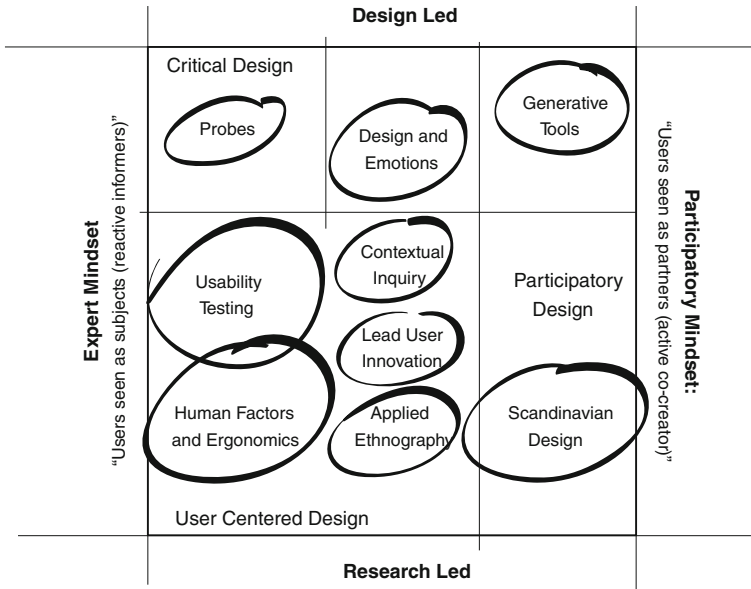 Design Led
Critical Design
Probes
Design and
Emotions
Generative
Tools
Expert Mindset
"Users seen as subjects (reactive informers)"
Usability
Testing
Contextual
Inquiry
Lead User
Innovation
Participatory
Design
Human Factors
and Ergonomics
Applied
Ethnography
Scandinavian
Design
Participatory Mindset:
"Users seen as partners (active co-creator)"
User Centered Design
Research Led